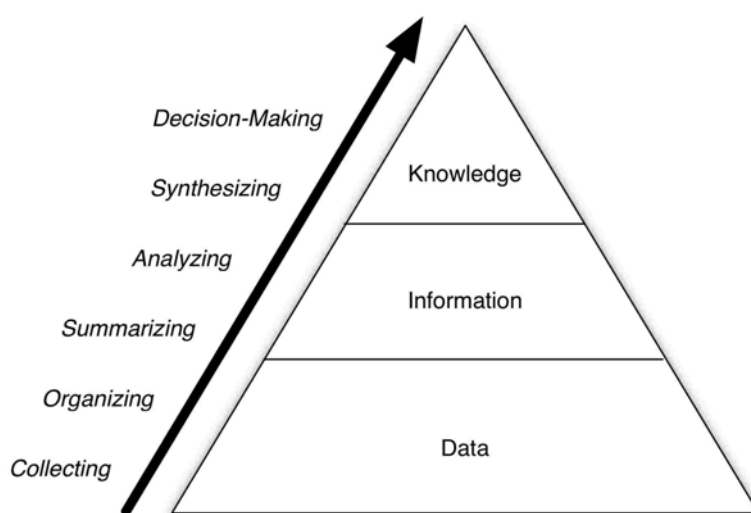 Decision-Making
Synthesizing
Knowledge
Analyzing
Information
Summarizing
Organizing
Data
Collecting